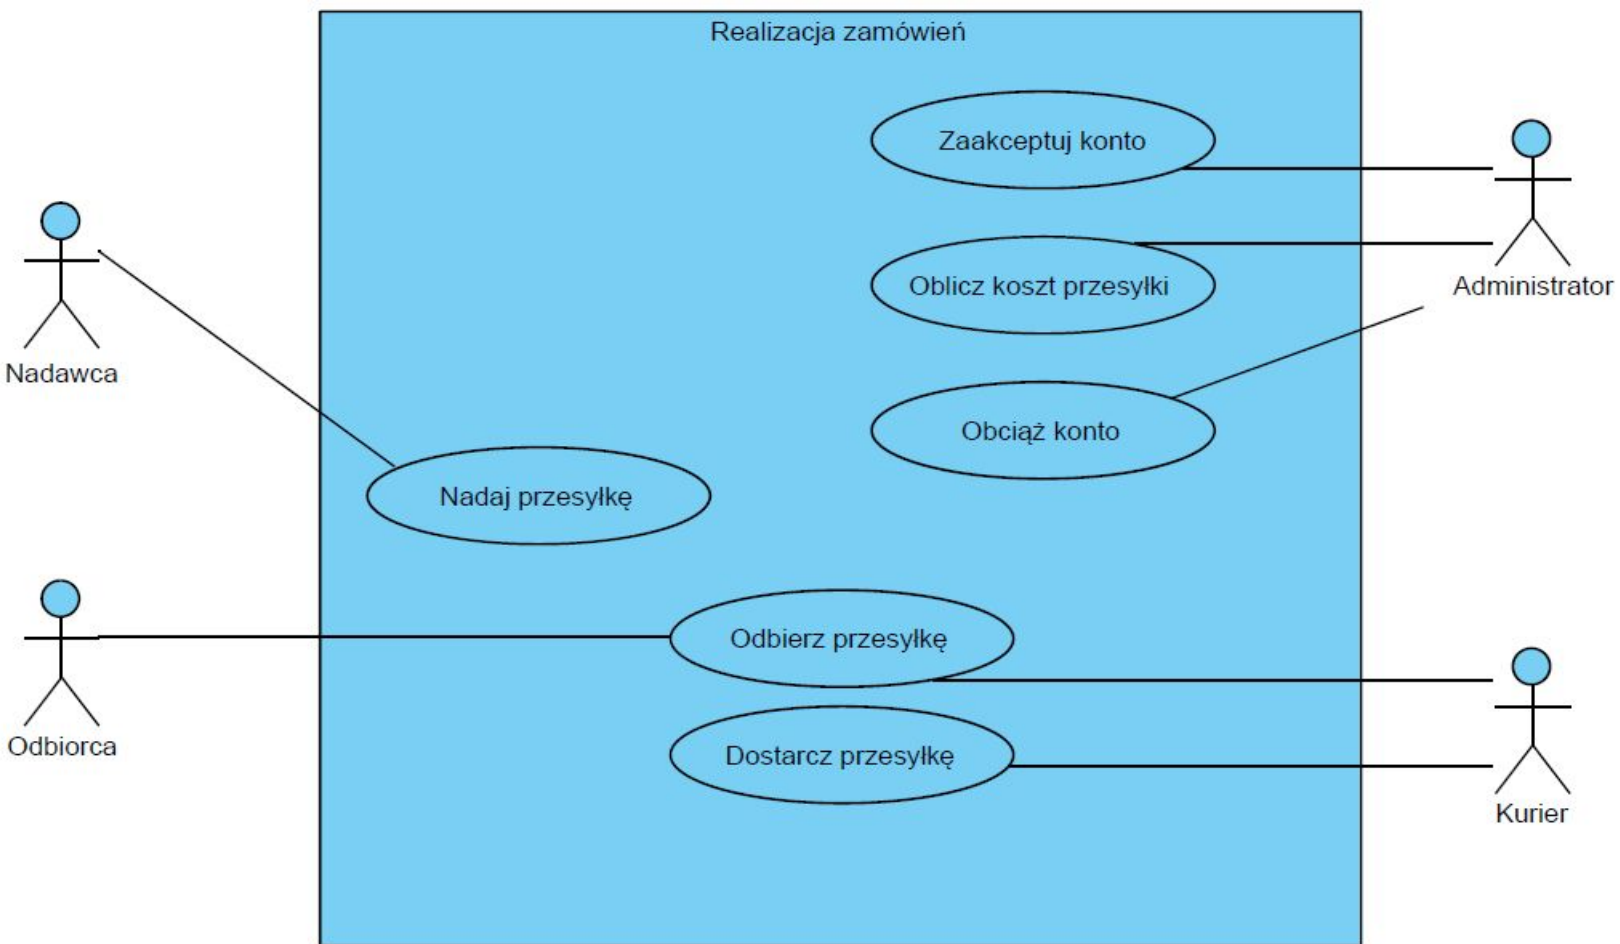 Realizacja zamówień
Zaakceptuj konto
Oblicz koszt przesyłki
Administrator
Nadawca
Obciąż konto
Nadaj przesyłkę
Odbierz przesyłkę
Odbiorca
Dostarcz przesyłkę
Kurier